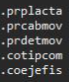 .prplacta
.prcabmov
.prdetmov
.cotipcom
.coejefis